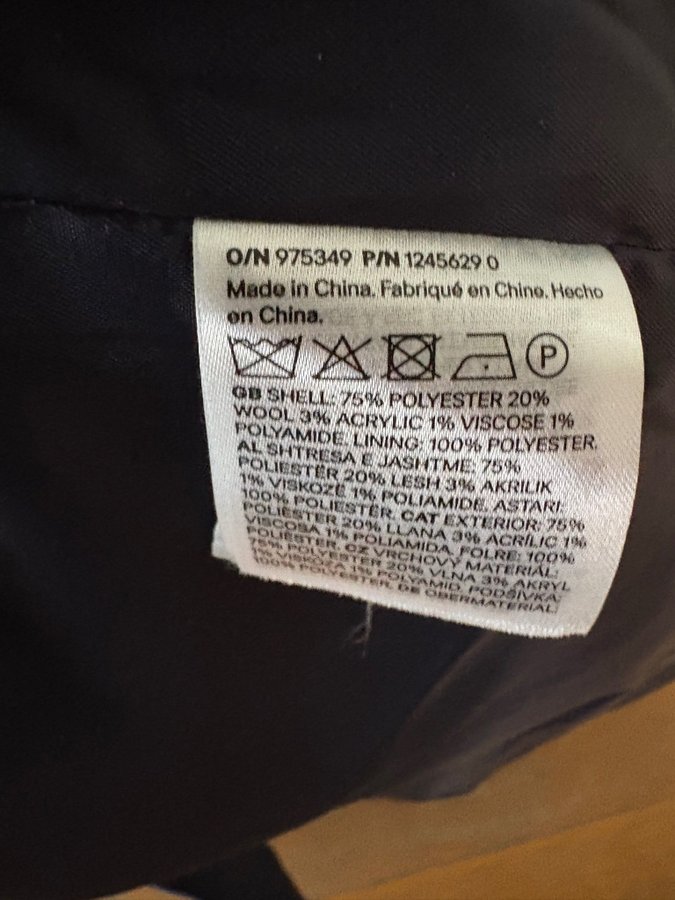 O/N 975349 P/N 1245629 0
Made in China. Fabriqué en Chine. Hecho
en China.
P
GB SHELL: 75% POLYESTER 20%
WOOL 3% ACRYLIC 1% VISCOSE 1%
POLYAMIDE. LINING: 100% POLYESTER.
AL SHTRESA E JASHTME: 75%
POLIESTËR 20% LESH 3% AKRILIK
1% VISKOZË 1% POLIAMIDE. ASTARI:
100% POLIESTËR. CAT EXTERIOR: 75%
POLIÈSTER 20% LLANA 3% ACRÍLIC 1%
VISCOSA 1% POLIAMIDA. FOLRE: 100%
POLIÈSTER. CZ VRCHOVÝ MATERIÁL:
75% POLYESTER 20% VLNA 3% AKRYL
1% VISKÓZA 1% POLYAMID. PODŠÍVKA:
100% POLYESTER. DE OBERMATERIAL: